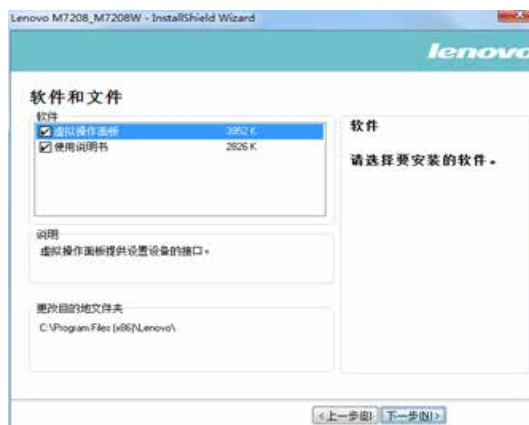 Lenovo M7208_M7208W - InstallShield Wizard
lenovo
软件和文件
软件
虚拟操作面板 3952 K
使用说明书 2826 K
说明
虚拟操作面板提供设置设备的接口。
更改目的地文件夹
C:\Program Files (x86)\Lenovo\
软件
请选择要安装的软件。
<上一步(B) 下一步(N)>